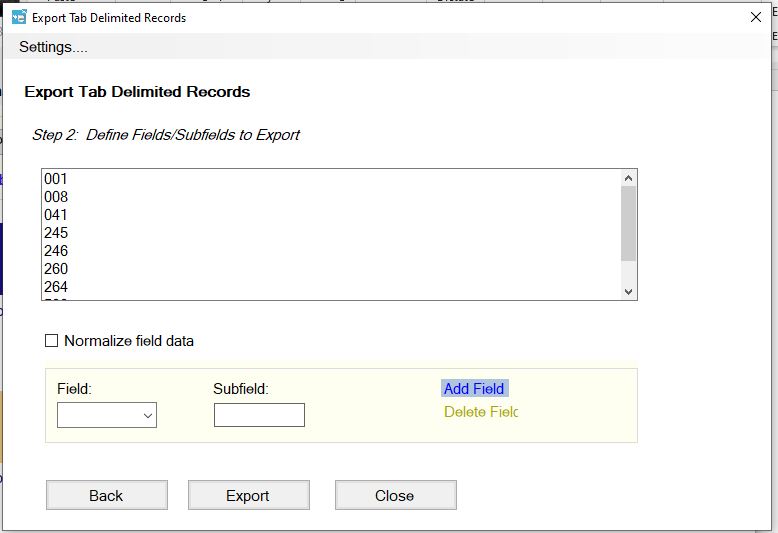 Export Tab Delimited Records
Settings....
Export Tab Delimited Records
Step 2: Define Fields/Subfields to Export
001
008
041
245
246
260
264
Normalize field data
Field: Subfield: Add Field
Delete Fielc
Back Export Close